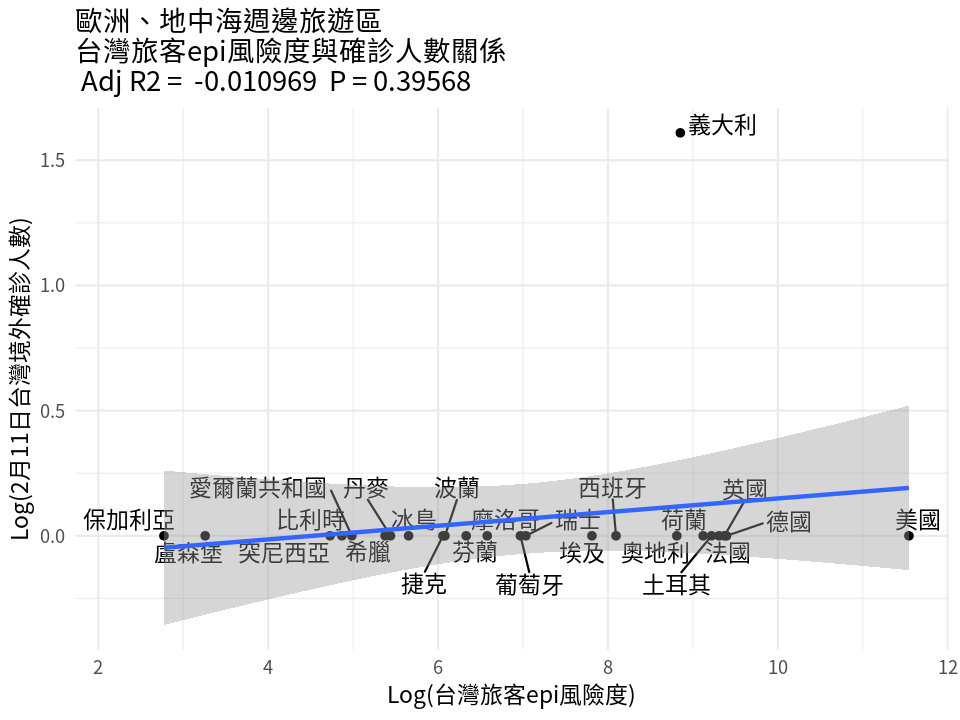 歐洲、地中海週邊旅遊區
台灣旅客epi風險度與確診人數關係
Adj R2 = -0.010969 P = 0.39568
義大利
1.5
1.0
0.5
0.0
Log(2月11日台灣境外確診人數)
愛爾蘭共和國 丹麥 波蘭 西班牙 英國
保加利亞 比利時 冰島 摩洛哥 瑞士 荷蘭 德國 美國
盧森堡 突尼西亞 希臘 芬蘭 埃及 奧地利 法國
捷克 葡萄牙 土耳其
2 4 6 8 10 12
Log(台灣旅客epi風險度)